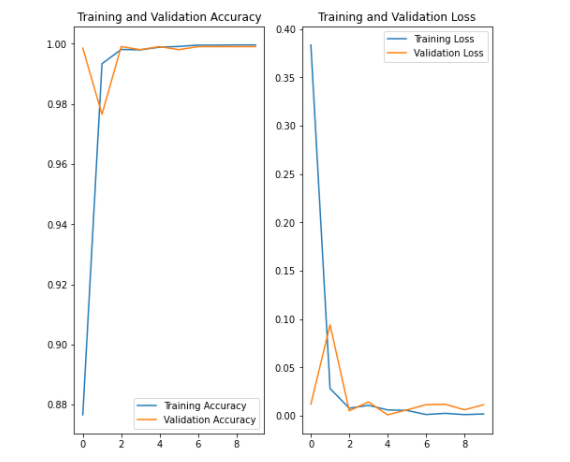 Training and Validation Accuracy
1.00
0.98
0.96
0.94
0.92
0.90
0.88
0 2 4 6 8
Training Accuracy
Validation Accuracy
Training and Validation Loss
0.40
0.35
0.30
0.25
0.20
0.15
0.10
0.05
0.00
0 2 4 6 8
Training Loss
Validation Loss